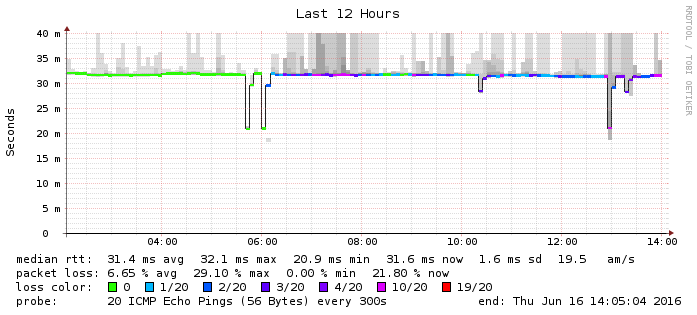 Last 12 Hours
RRDTOOL / TOBI OETIKER
Seconds
40 m
35 m
30 m
25 m
20 m
15 m
10 m
5 m
0
04:00 06:00 08:00 10:00 12:00 14:00
median rtt: 31.4 ms avg 32.1 ms max 20.9 ms min 31.6 ms now 1.6 ms sd 19.5 am/s
packet loss: 6.65 % avg 29.10 % max 0.00 % min 21.80 % now
loss color: 0 1/20 2/20 3/20 4/20 10/20 19/20
probe: 20 ICMP Echo Pings (56 Bytes) every 300s end: Thu Jun 16 14:05:04 2016